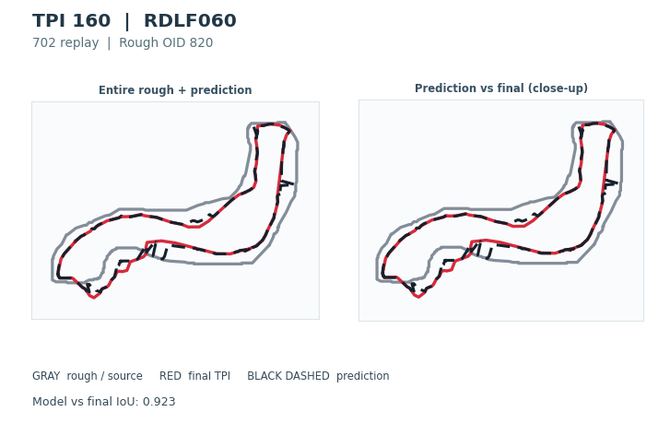 TPI 160 | RDLF060
702 replay | Rough OID 820
Entire rough + prediction
Prediction vs final (close-up)
GRAY rough / source RED final TPI BLACK DASHED prediction
Model vs final IoU: 0.923